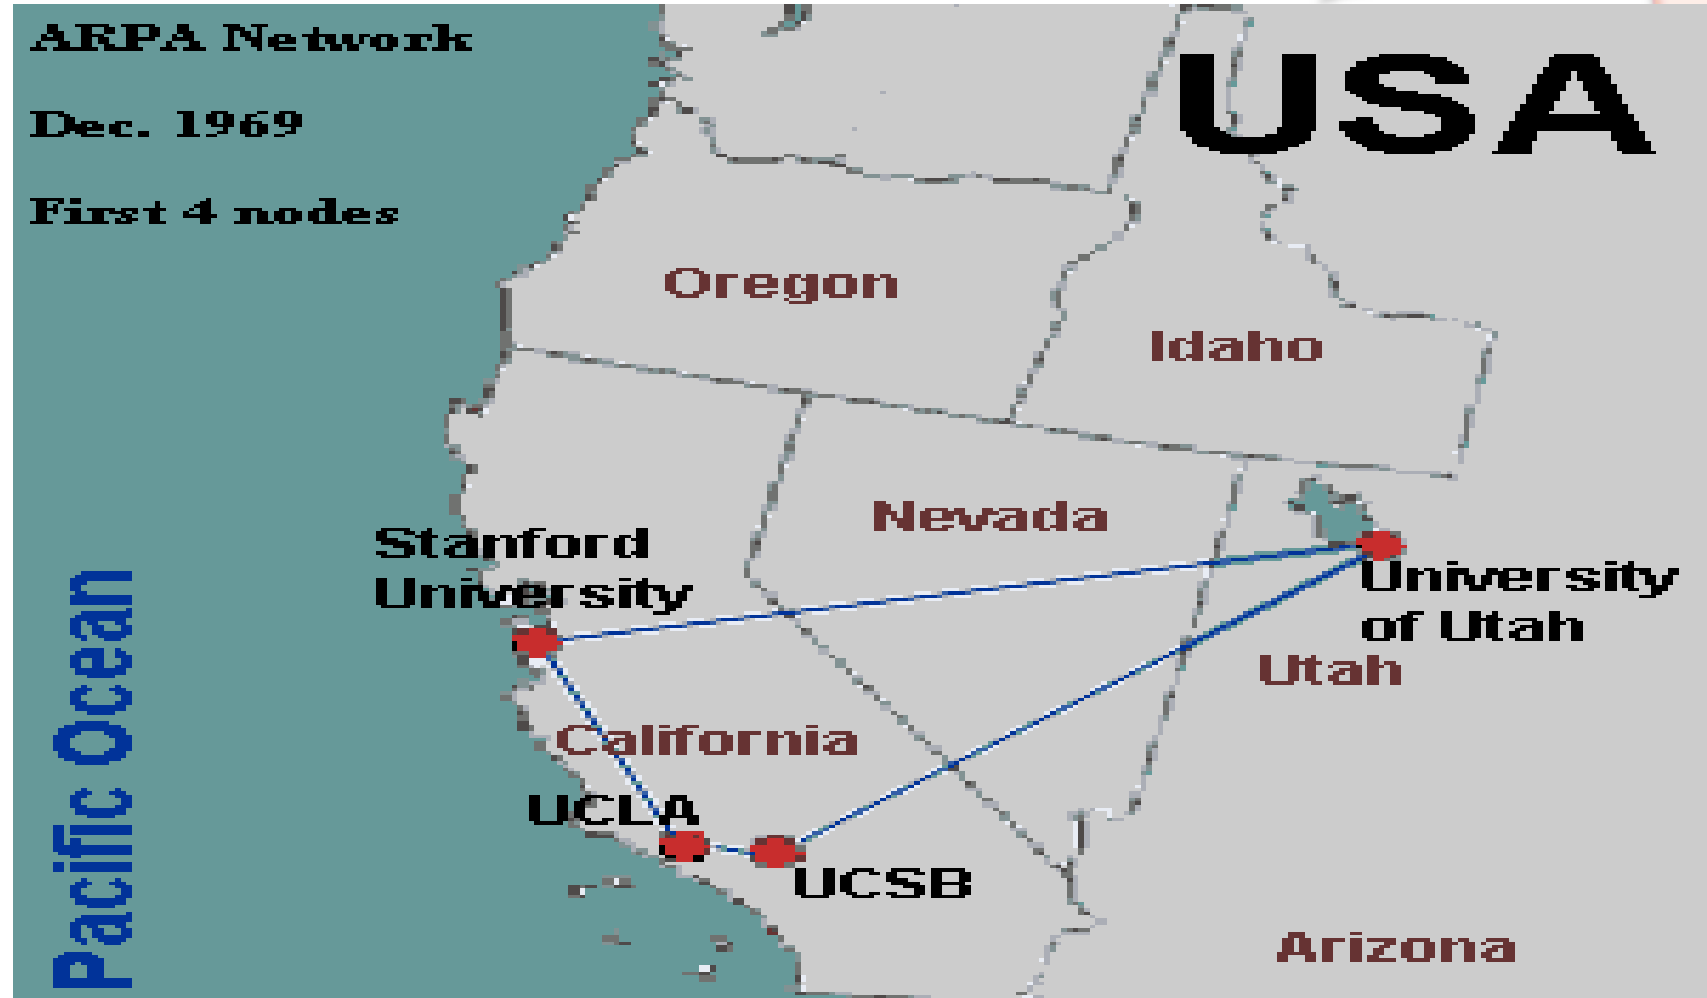 ARPA Network
Dec. 1969
First 4 nodes
USA
Oregon
Idaho
Nevada
Stanford
University
University
of Utah
Utah
California
UCLA
UCSB
Arizona
Pacific Ocean